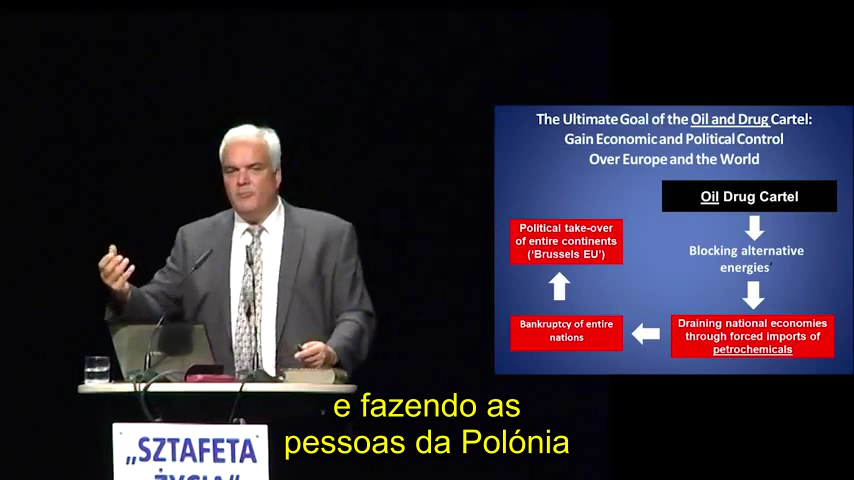 The Ultimate Goal of the Oil and Drug Cartel:
Gain Economic and Political Control
Over Europe and the World
Oil Drug Cartel
Blocking alternative
energies
Draining national economies
through forced imports of
petrochemicals
Bankruptcy of entire
nations
Political take-over
of entire continents
('Brussels EU')
e fazendo as
pessoas da Polónia
„SZTAFETA
ŻYCIA"